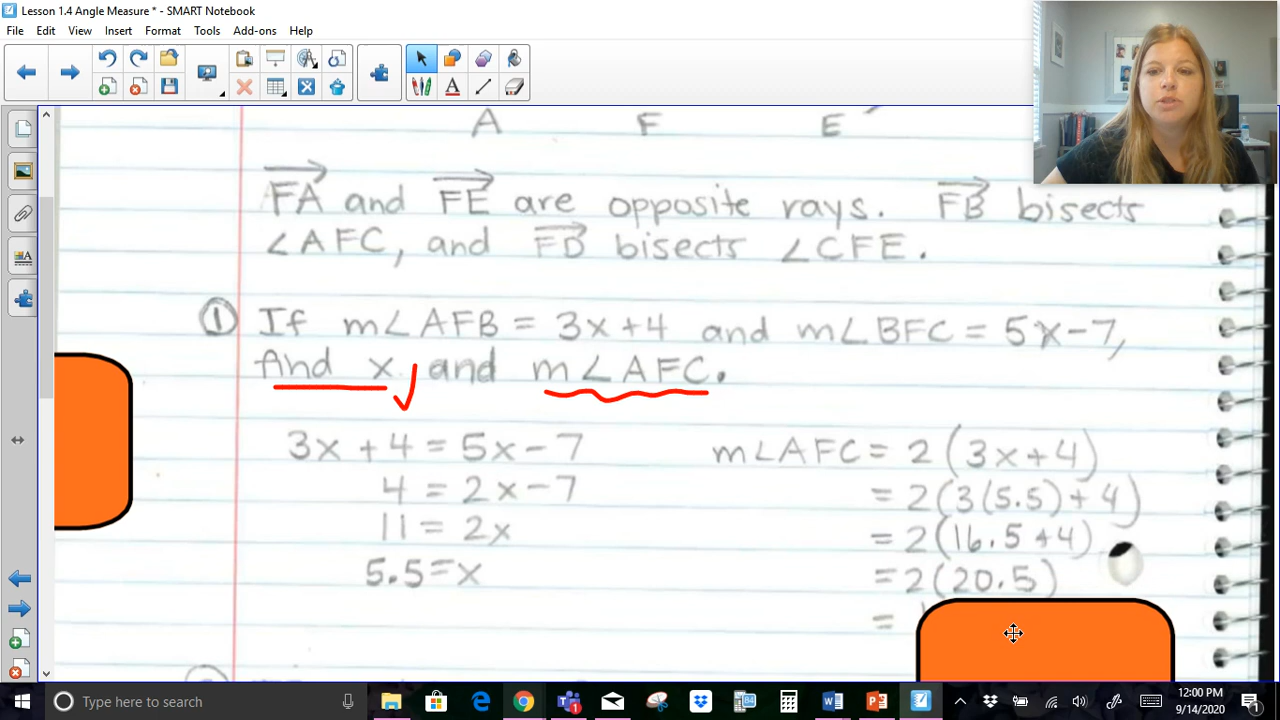 Lesson 1.4 Angle Measure * - SMART Notebook
File Edit View Insert Format Tools Add-ons Help
A F E
FA and FE are opposite rays. FB bisects
∠AFC, and FD bisects ∠CFE.
① If m∠AFB = 3x+4 and m∠BFC = 5x-7,
find x and m∠AFC.
3x+4 = 5x-7
4 = 2x-7
11 = 2x
5.5=x
m∠AFC = 2(3x+4)
= 2(3(5.5)+4)
= 2(16.5+4)
= 2(20.5)
=
Type here to search
12:00 PM
9/14/2020